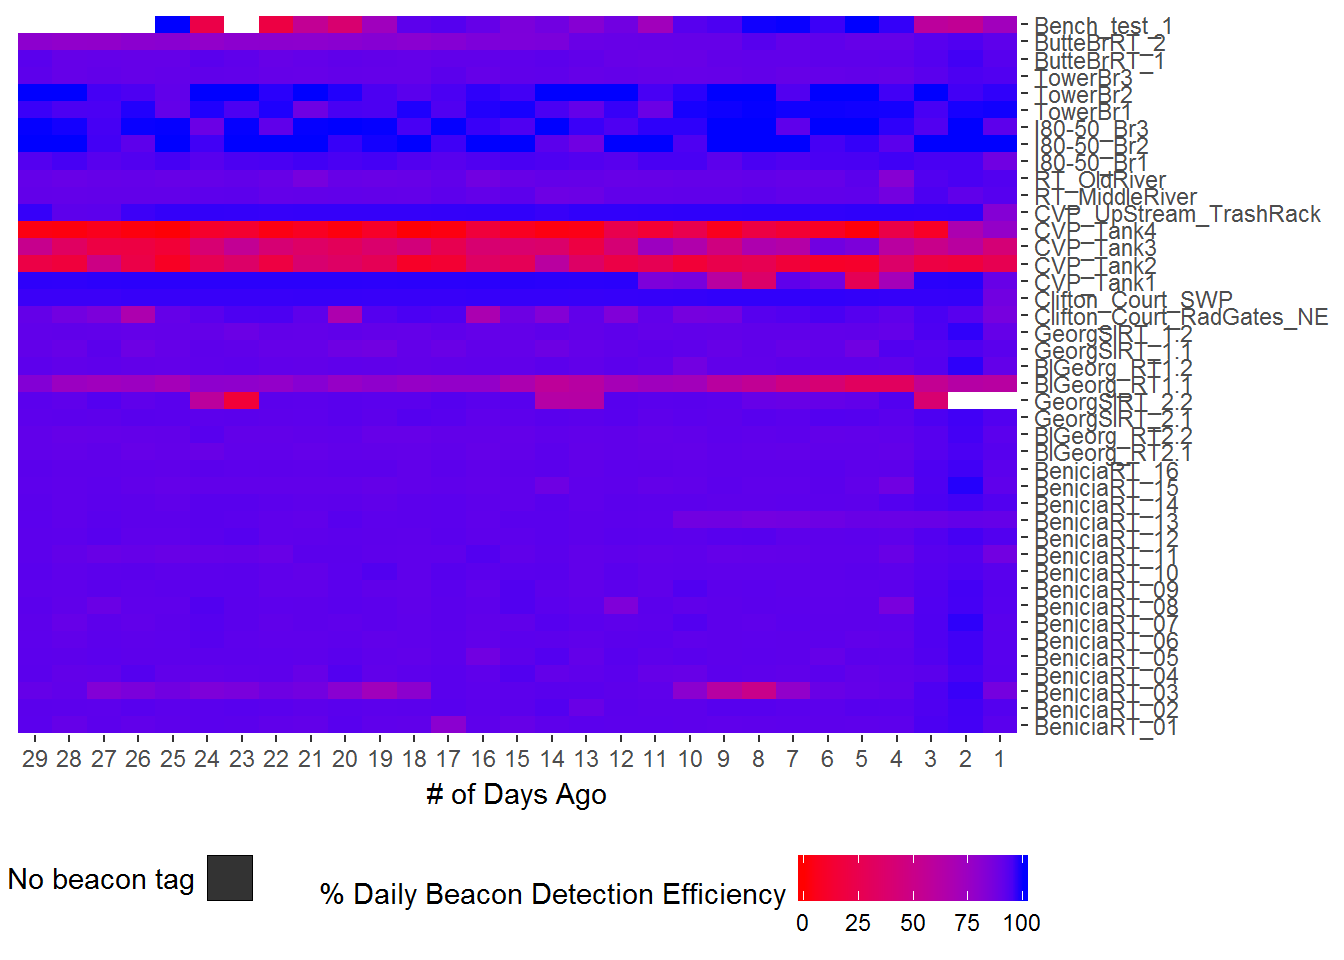 Bench_test_1
ButteBrRT_2
ButteBrRT_1
TowerBr3
TowerBr2
TowerBr1
I80-50_Br3
I80-50_Br2
I80-50_Br1
RT_OldRiver
RT_MiddleRiver
CVP_UpStream_TrashRack
CVP_Tank4
CVP_Tank3
CVP_Tank2
CVP_Tank1
Clifton_Court_SWP
Clifton_Court_RadGates_NE
GeorgSlRT_1.2
GeorgSlRT_1.1
BlGeorg_RT1.2
BlGeorg_RT1.1
GeorgSlRT_2.2
GeorgSlRT_2.1
BlGeorg_RT2.2
BlGeorg_RT2.1
BeniciaRT_16
BeniciaRT_15
BeniciaRT_14
BeniciaRT_13
BeniciaRT_12
BeniciaRT_11
BeniciaRT_10
BeniciaRT_09
BeniciaRT_08
BeniciaRT_07
BeniciaRT_06
BeniciaRT_05
BeniciaRT_04
BeniciaRT_03
BeniciaRT_02
BeniciaRT_01
29 28 27 26 25 24 23 22 21 20 19 18 17 16 15 14 13 12 11 10 9 8 7 6 5 4 3 2 1
# of Days Ago
No beacon tag
% Daily Beacon Detection Efficiency
0 25 50 75 100